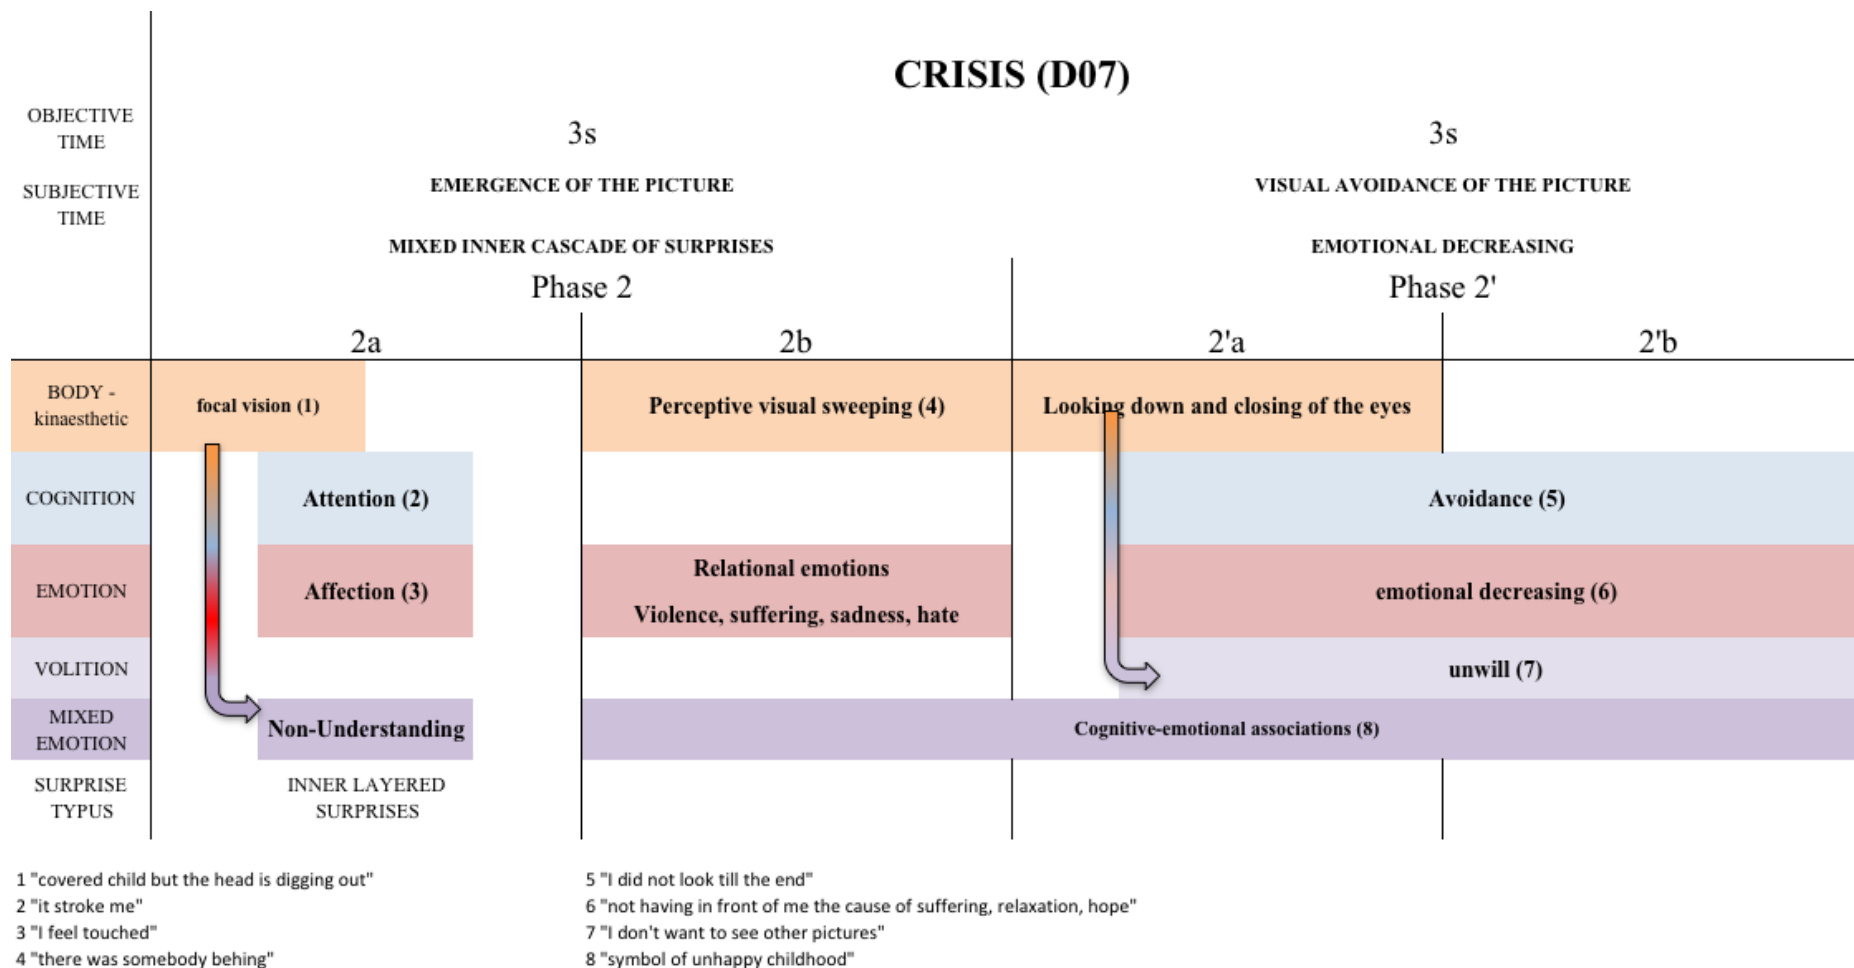 CRISIS (D07)
OBJECTIVE
TIME
3s
3s
SUBJECTIVE
TIME
EMERGENCE OF THE PICTURE
VISUAL AVOIDANCE OF THE PICTURE
MIXED INNER CASCADE OF SURPRISES
EMOTIONAL DECREASING
Phase 2
Phase 2'
2a
2b
2'a
2'b
BODY -
kinaesthetic
focal vision (1)
Perceptive visual sweeping (4)
Looking down and closing of the eyes
COGNITION
Attention (2)
Avoidance (5)
EMOTION
Affection (3)
Relational emotions
Violence, suffering, sadness, hate
emotional decreasing (6)
VOLITION
unwill (7)
MIXED
EMOTION
Non-Understanding
Cognitive-emotional associations (8)
SURPRISE
TYPUS
INNER LAYERED
SURPRISES
1 "covered child but the head is digging out"
2 "it stroke me"
3 "I feel touched"
4 "there was somebody behing"
5 "I did not look till the end"
6 "not having in front of me the cause of suffering, relaxation, hope"
7 "I don't want to see other pictures"
8 "symbol of unhappy childhood"